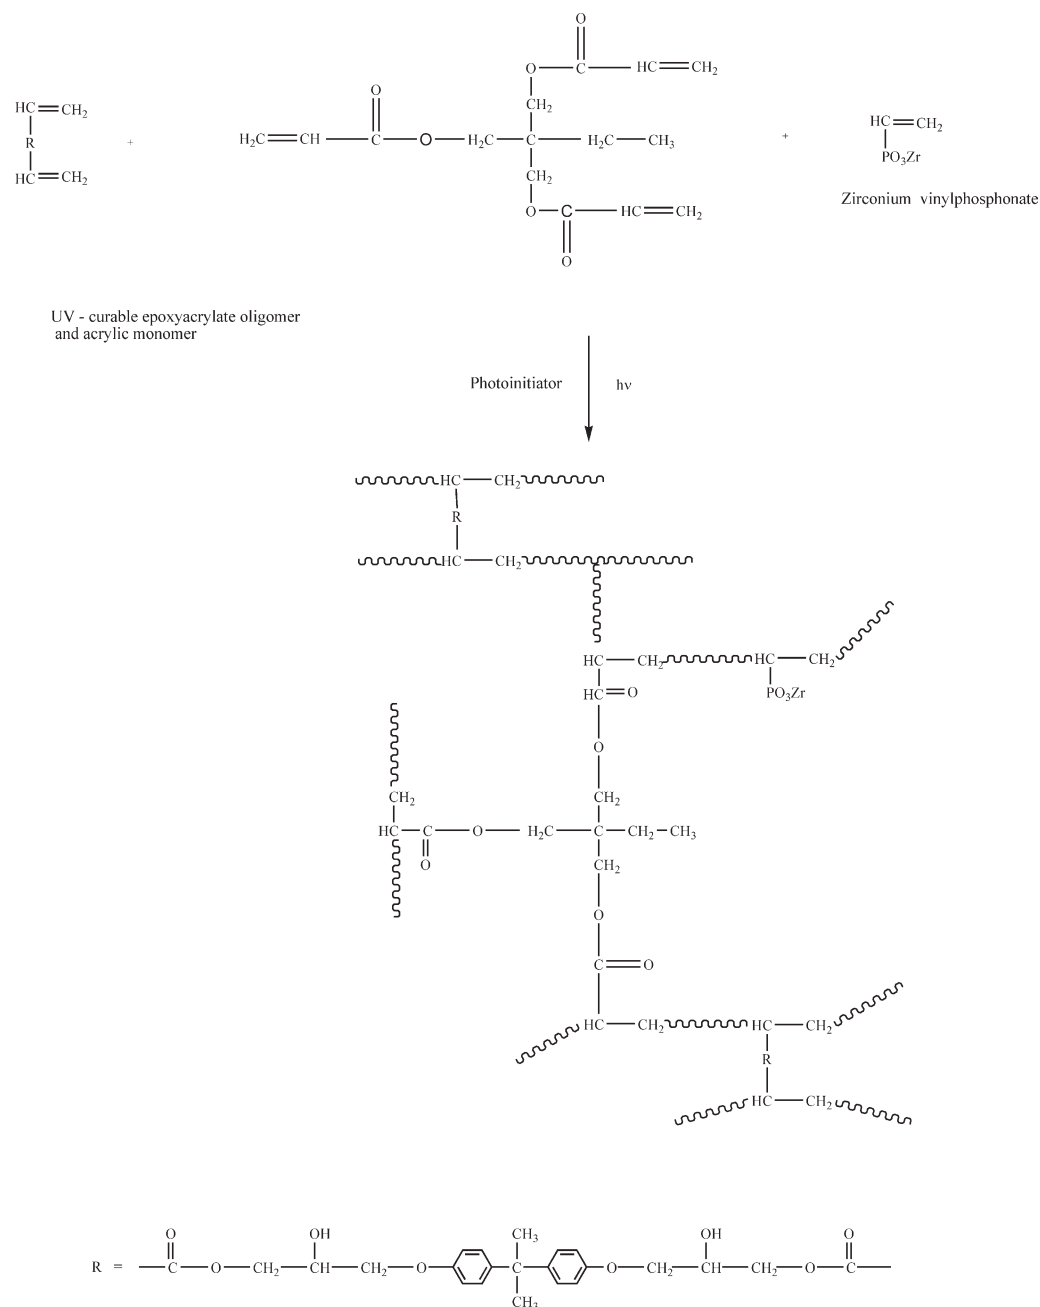 O
O C HC CH2
CH2
H2C CH C O H2C C H2C CH3
O
CH2
O C HC CH2
O
HC CH2
R
HC CH2
+
+
HC CH2
PO3Zr
Zirconium vinylphosphonate
UV - curable epoxyacrylate oligomer
and acrylic monomer
Photoinitiator hν
HC CH2
R
HC CH2
HC CH2 HC CH2
HC O PO3Zr
O
CH2
CH2
HC C O H2C C CH2 CH3
O
CH2
O
C O
HC CH2 HC CH2
R
HC CH2
O OH CH3 OH O
R = C O CH2 CH CH2 O C O CH2 CH CH2 O C
CH3